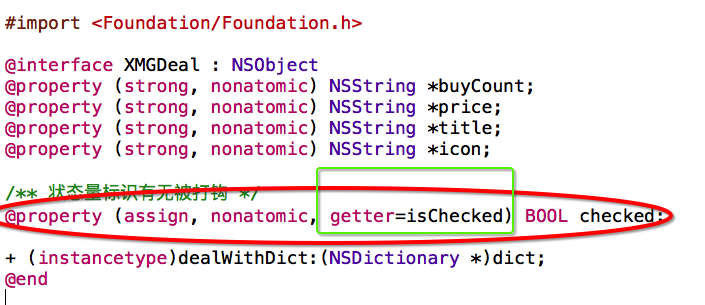 #import <Foundation/Foundation.h>
@interface XMGDeal : NSObject
@property (strong, nonatomic) NSString *buyCount;
@property (strong, nonatomic) NSString *price;
@property (strong, nonatomic) NSString *title;
@property (strong, nonatomic) NSString *icon;
/** 状态量标识有无被打钩 */
@property (assign, nonatomic, getter=isChecked) BOOL checked;
+ (instancetype)dealWithDict:(NSDictionary *)dict;
@end